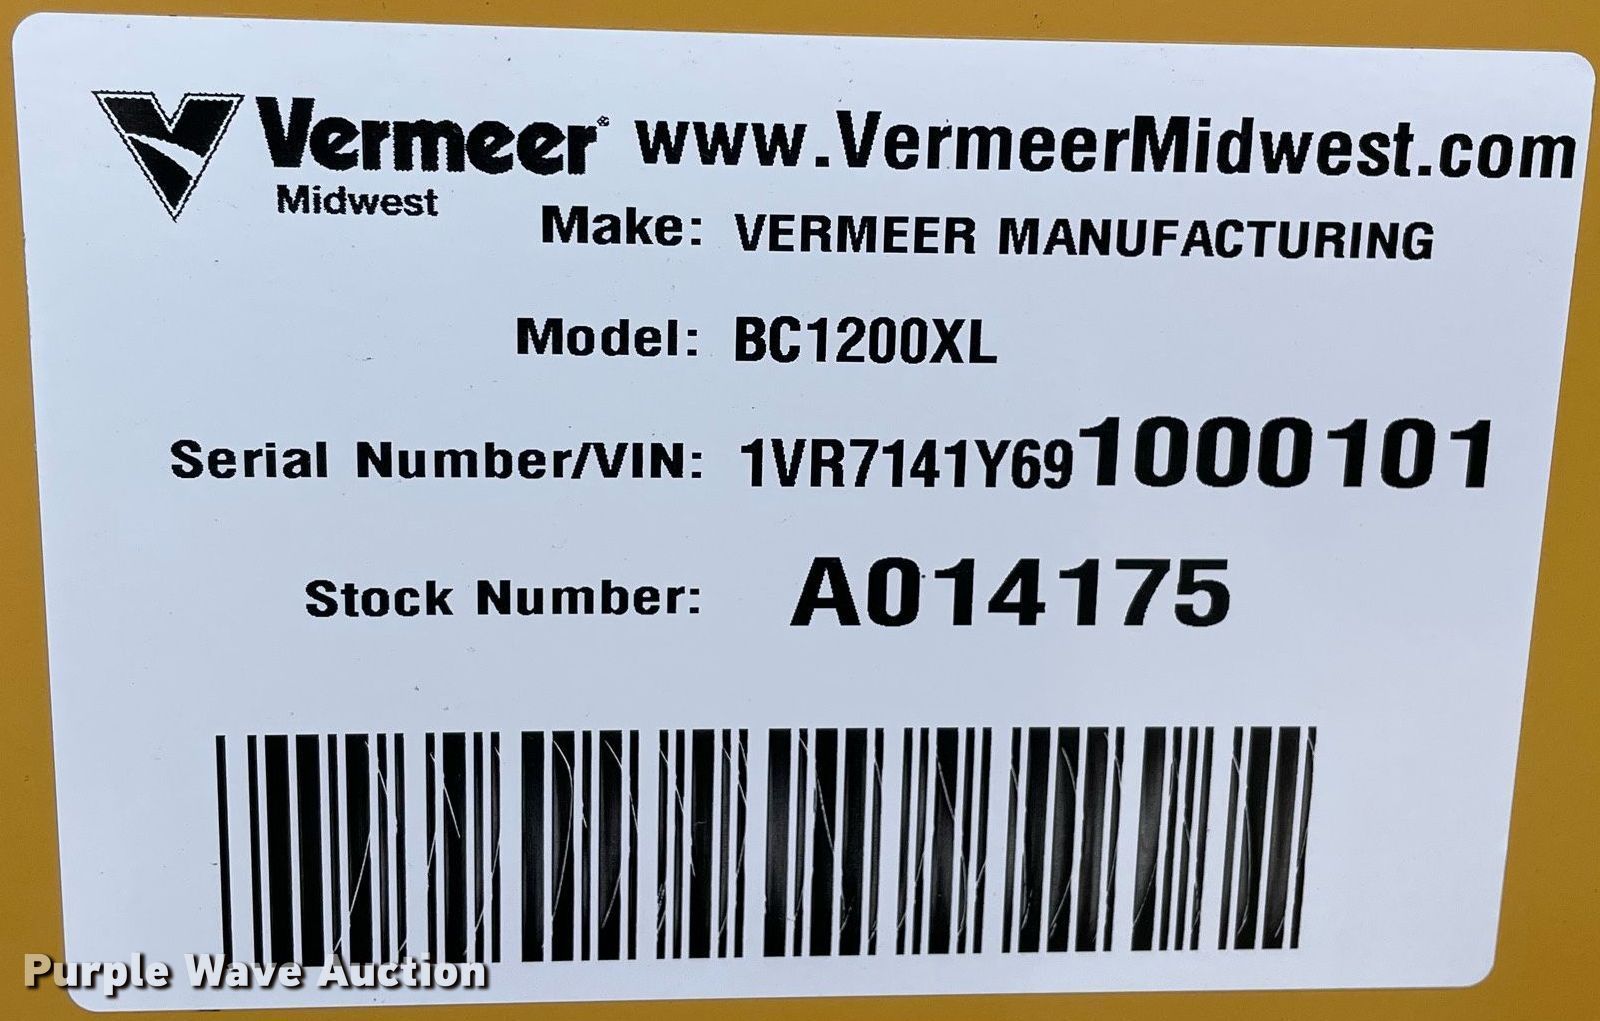 Vermeer® www.VermeerMidwest.com
Midwest
Make: VERMEER MANUFACTURING
Model: BC1200XL
Serial Number/VIN: 1VR7141Y691000101
Stock Number: A014175
Purple Wave Auction